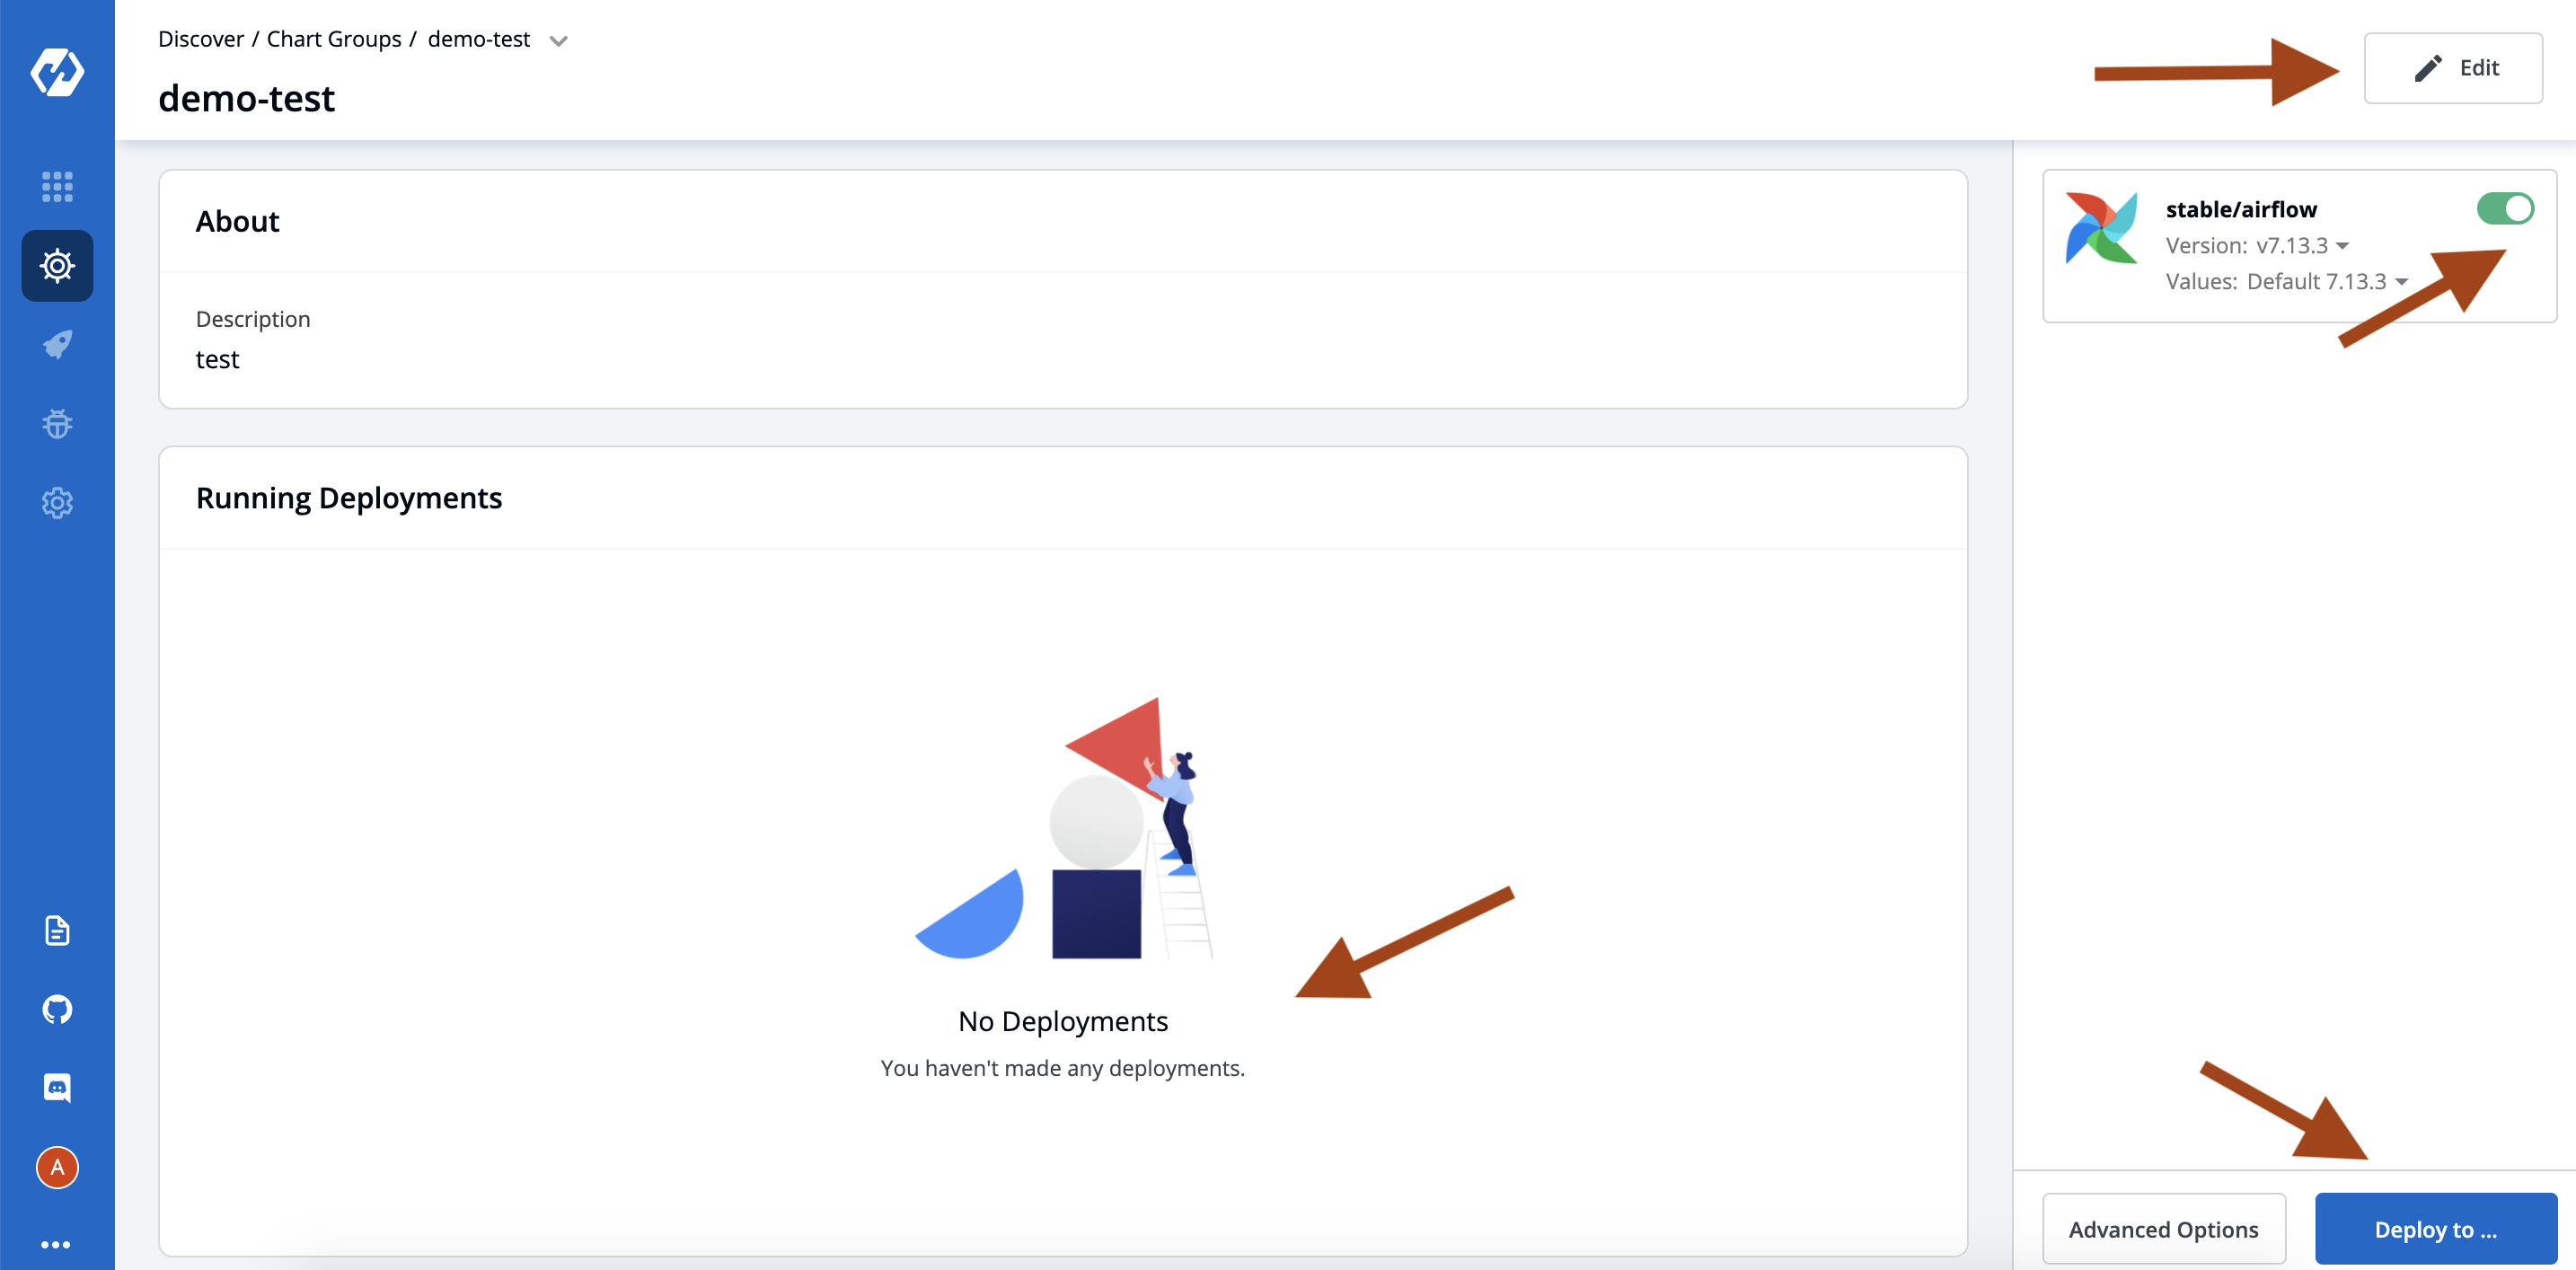 Discover / Chart Groups / demo-test
demo-test
Edit
About
Description
test
Running Deployments
No Deployments
You haven't made any deployments.
stable/airflow
Version: v7.13.3
Values: Default 7.13.3
Advanced Options
Deploy to ...
A